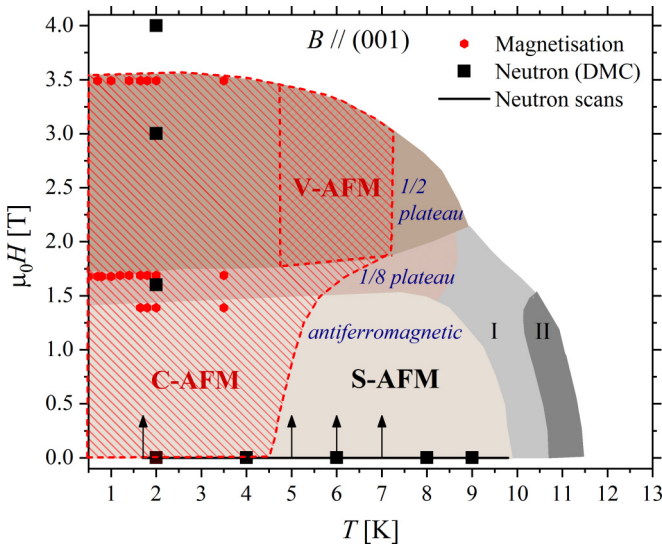 B // (001)
Magnetisation
Neutron (DMC)
Neutron scans
4.0
3.5
3.0
2.5
2.0
1.5
1.0
0.5
0.0
μ₀H [T]
V-AFM
1/2
plateau
1/8 plateau
antiferromagnetic
I
II
C-AFM
S-AFM
1 2 3 4 5 6 7 8 9 10 11 12 13
T [K]